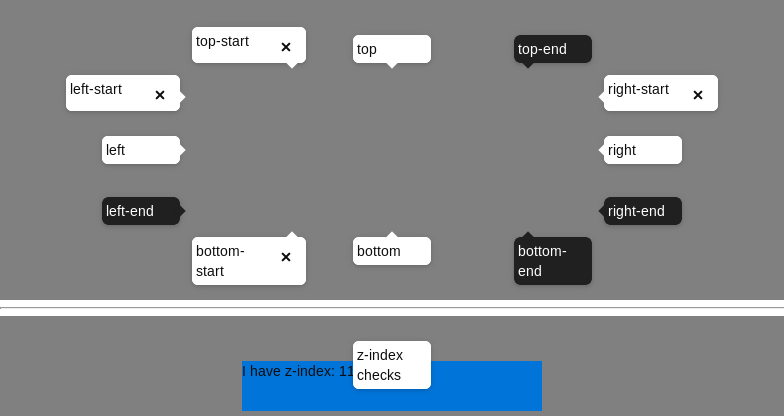 top-start ×
top
top-end
left-start ×
right-start ×
left
right
left-end
right-end
bottom-
start ×
bottom
bottom-
end
z-index
checks
I have z-index: 11